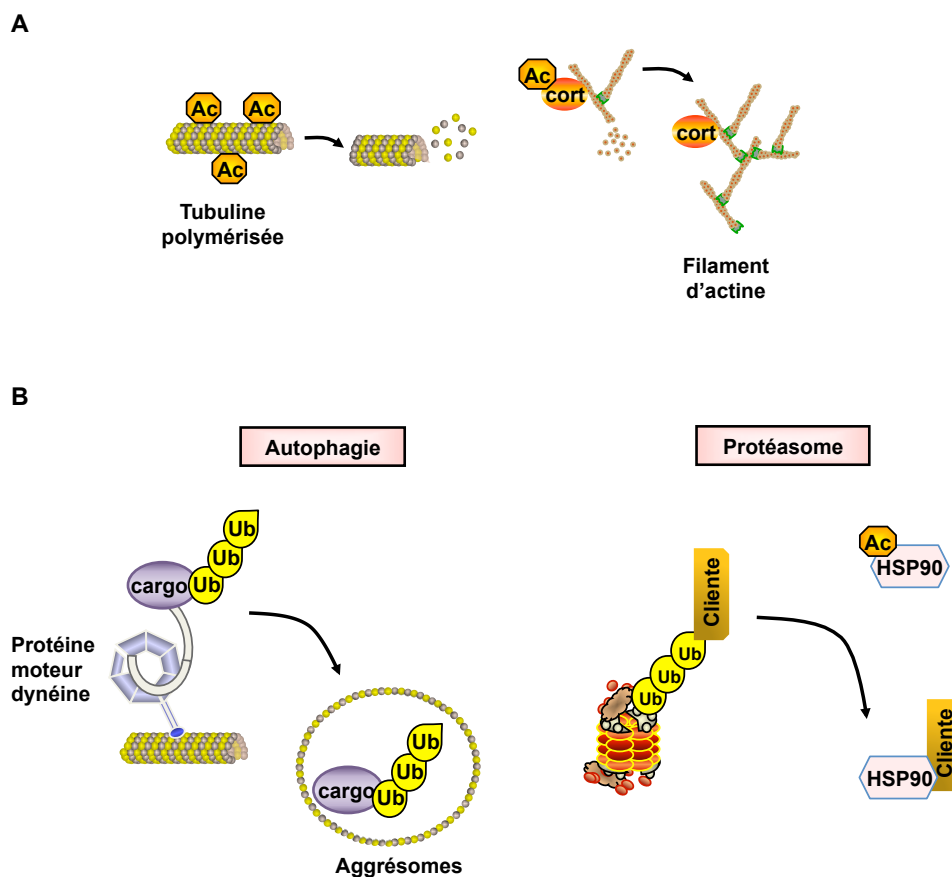 A
Ac
Ac
Ac
Tubuline
polymérisée
Ac
cort
cort
Filament
d’actine
B
Autophagie
Protéasome
Ub
Ub
Ub
cargo
Protéine
moteur
dynéine
Ub
Ub
Ub
cargo
Aggrésomes
Cliente
Ub
Ub
Ub
Ac
HSP90
Cliente
HSP90